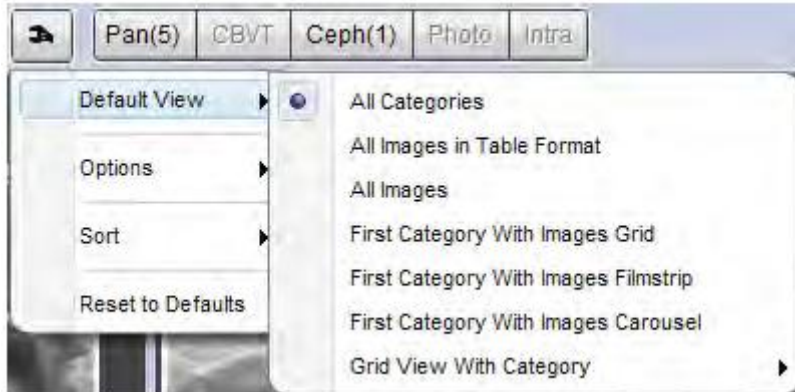 Pan(5) CBVT Ceph(1) Photo Intra
Default View
Options
Sort
Reset to Defaults
All Categories
All Images in Table Format
All Images
First Category With Images Grid
First Category With Images Filmstrip
First Category With Images Carousel
Grid View With Category